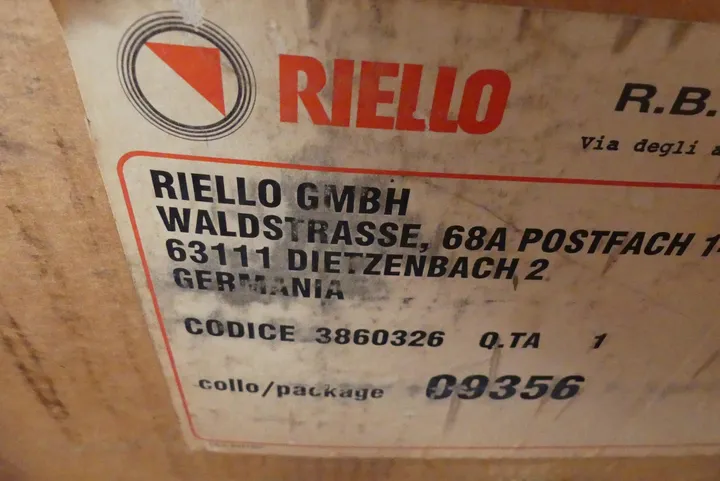 RIELLO
R.B.
Via degli a
RIELLO GMBH
WALDSTRASSE, 68A POSTFACH 1
63111 DIETZENBACH 2
GERMANIA
CODICE 3860326 Q.TA 1
collo/package 09356